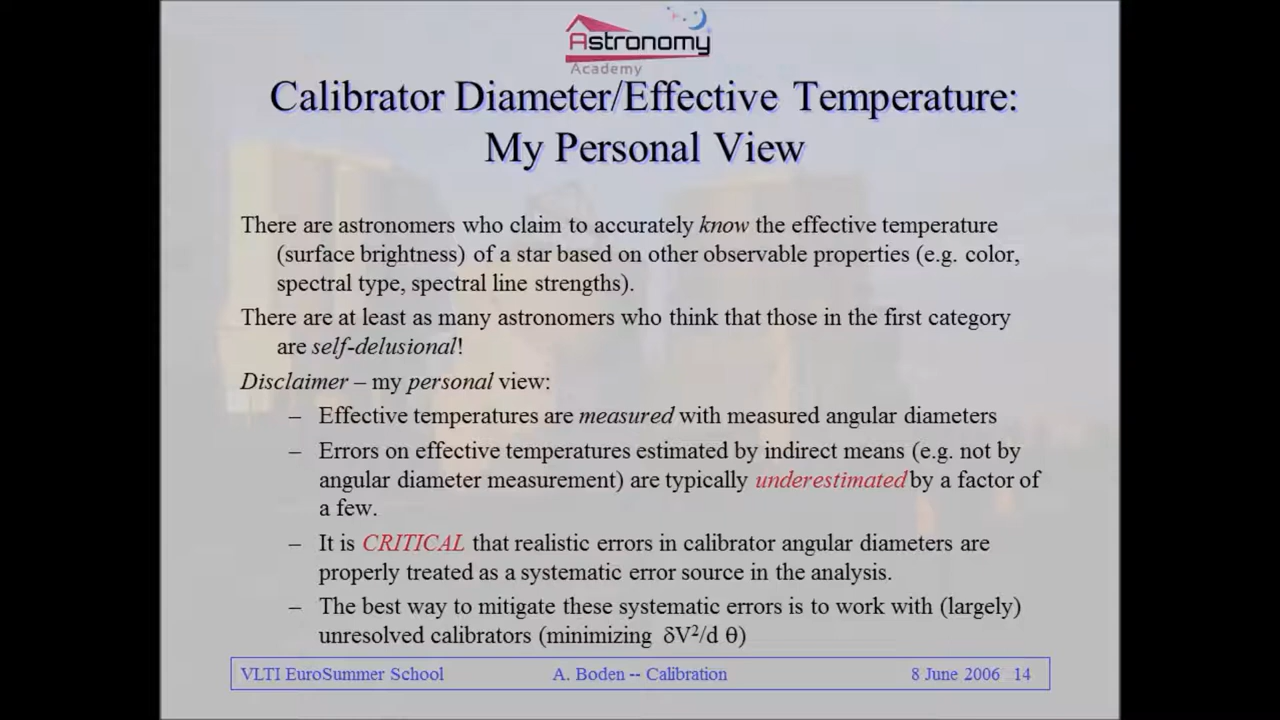 Astronomy
Academy
Calibrator Diameter/Effective Temperature:
My Personal View
There are astronomers who claim to accurately know the effective temperature
(surface brightness) of a star based on other observable properties (e.g. color,
spectral type, spectral line strengths).
There are at least as many astronomers who think that those in the first category
are self-delusional!
Disclaimer – my personal view:
– Effective temperatures are measured with measured angular diameters
– Errors on effective temperatures estimated by indirect means (e.g. not by
angular diameter measurement) are typically underestimated by a factor of
a few.
– It is CRITICAL that realistic errors in calibrator angular diameters are
properly treated as a systematic error source in the analysis.
– The best way to mitigate these systematic errors is to work with (largely)
unresolved calibrators (minimizing δV²/d θ)
VLTI EuroSummer School A. Boden -- Calibration 8 June 2006 14